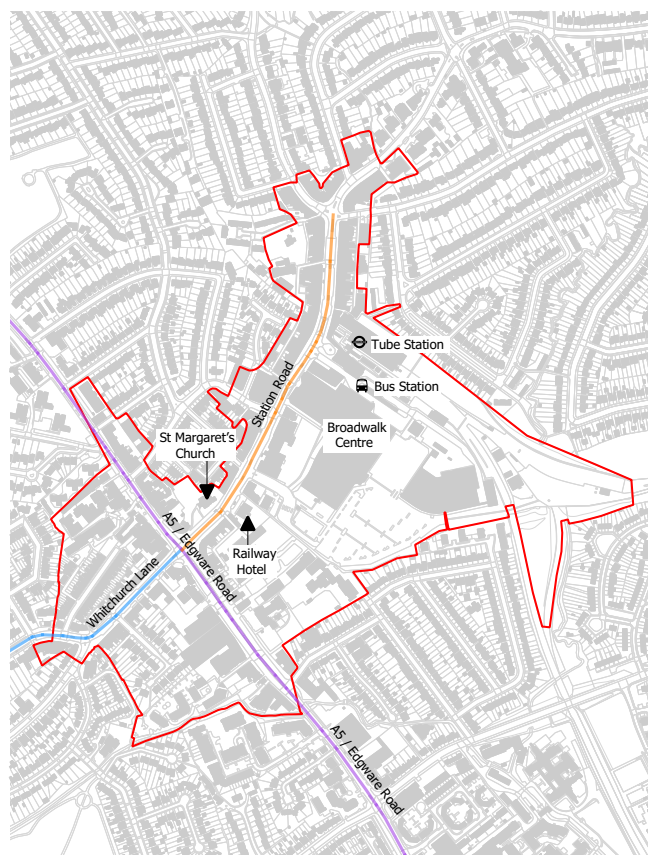 Tube Station
Bus Station
Station Road
Broadwalk
Centre
St Margaret's
Church
A5 / Edgware Road
Railway
Hotel
Whitchurch Lane
A5 / Edgware Road